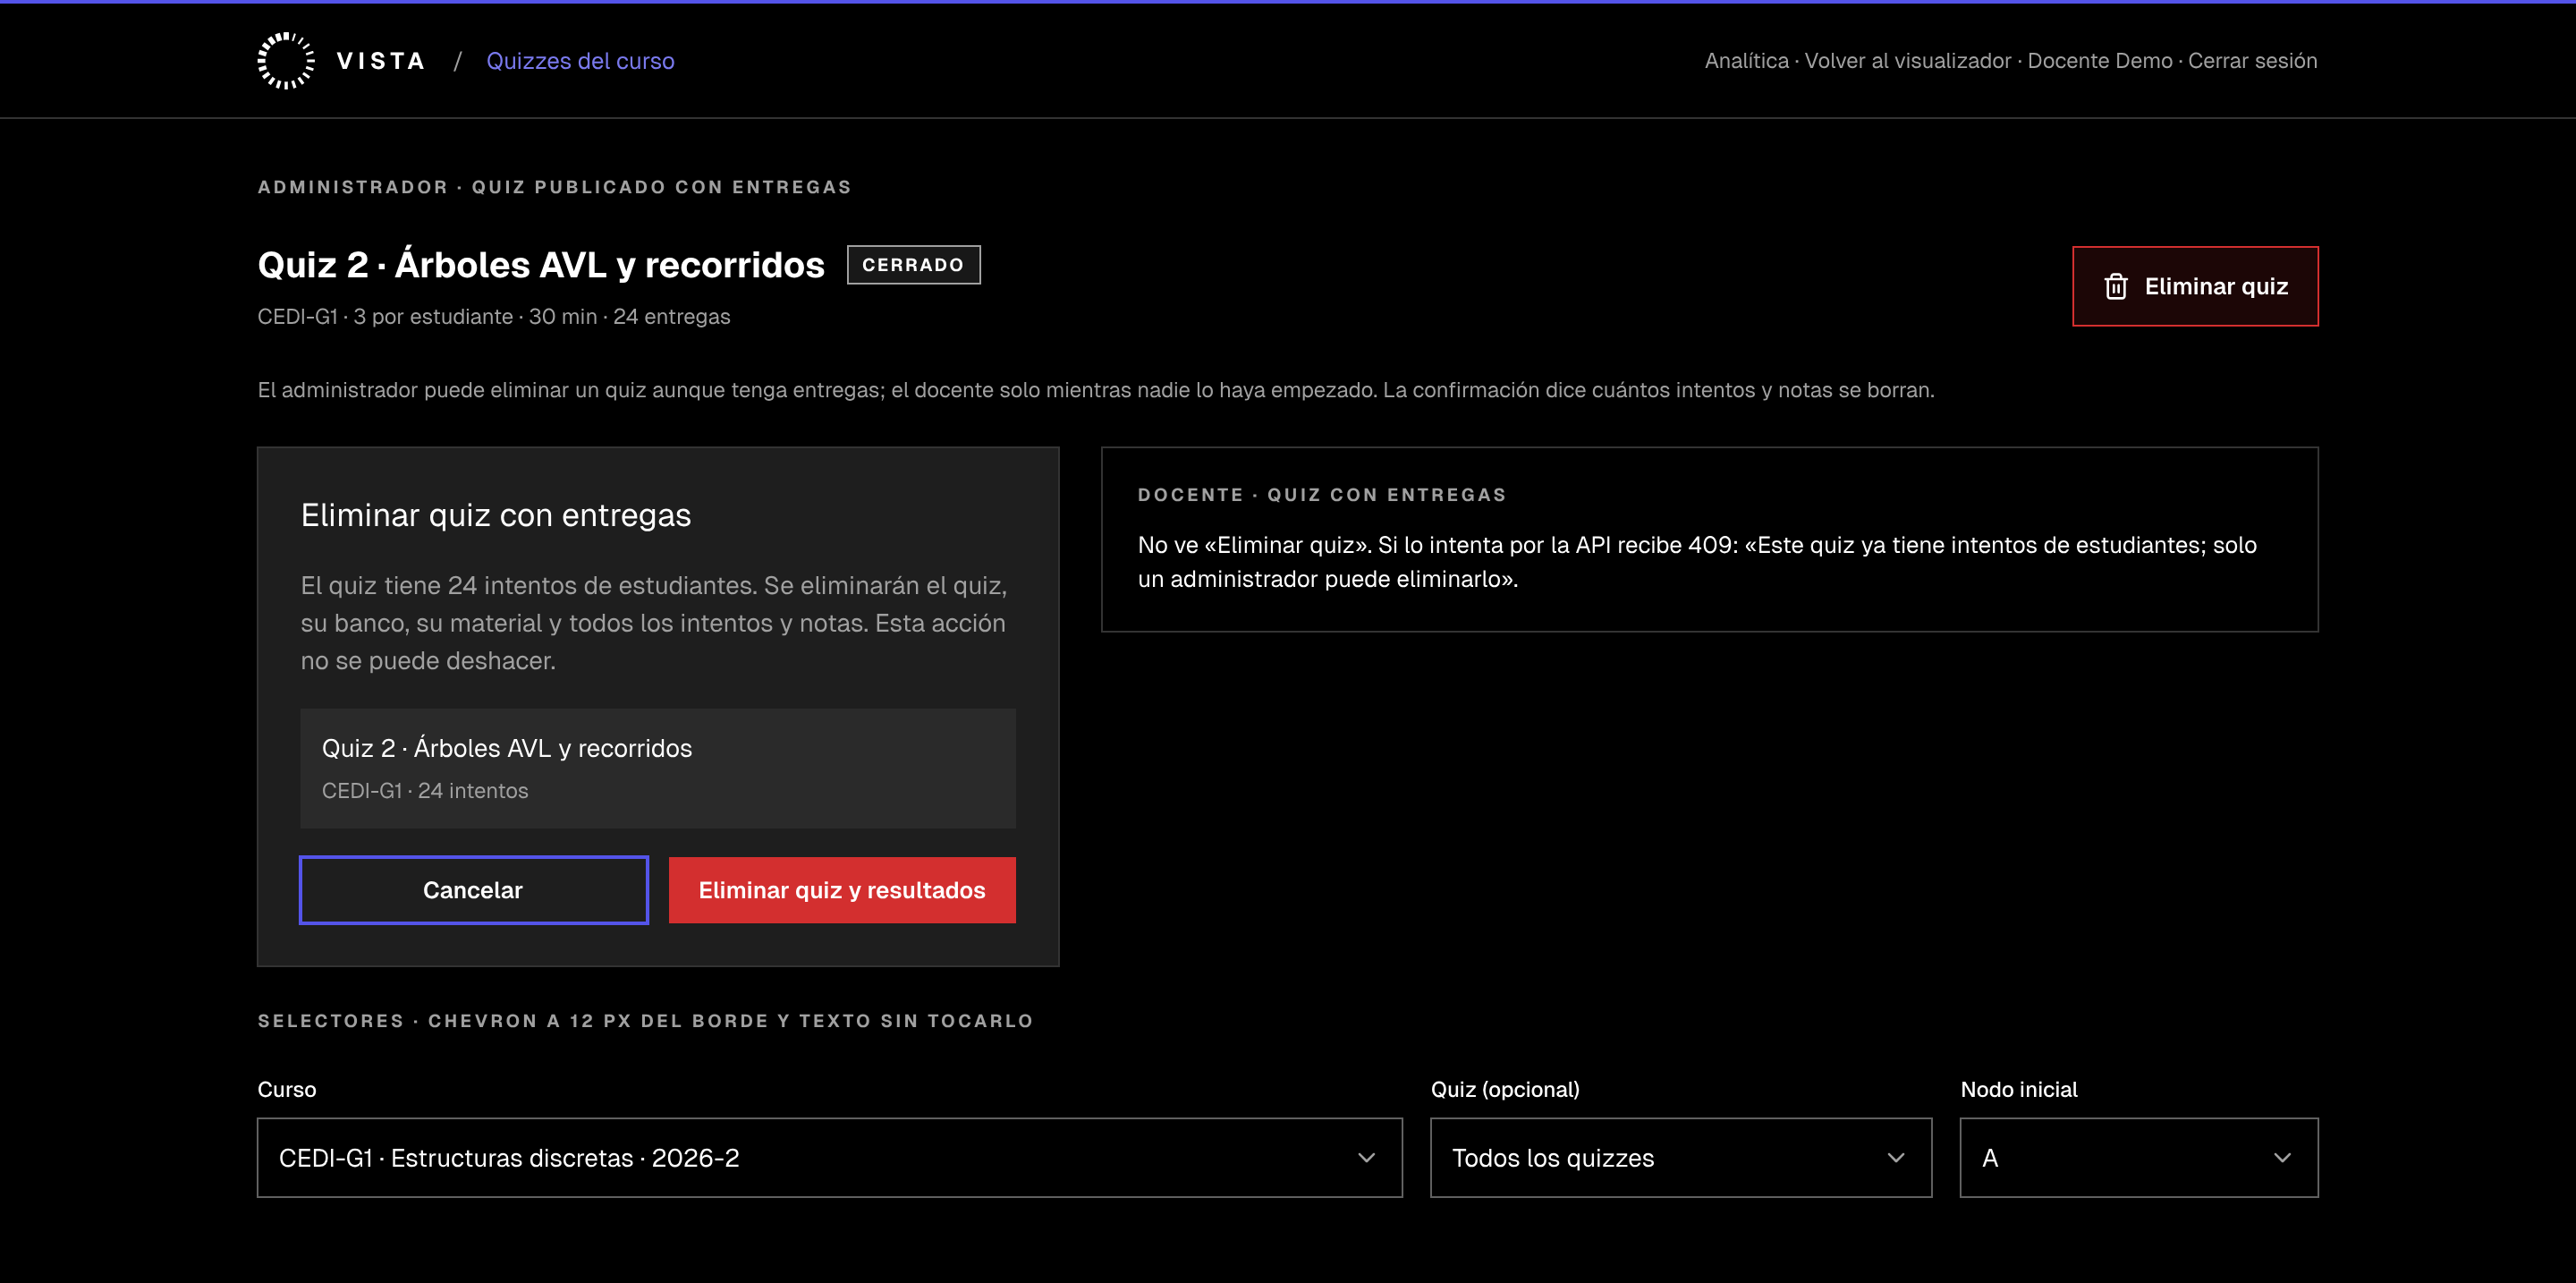 VISTA / Quizzes del curso
Analítica · Volver al visualizador · Docente Demo · Cerrar sesión
ADMINISTRADOR · QUIZ PUBLICADO CON ENTREGAS
Quiz 2 · Árboles AVL y recorridos CERRADO
CEDI-G1 · 3 por estudiante · 30 min · 24 entregas
Eliminar quiz
El administrador puede eliminar un quiz aunque tenga entregas; el docente solo mientras nadie lo haya empezado. La confirmación dice cuántos intentos y notas se borran.
Eliminar quiz con entregas
El quiz tiene 24 intentos de estudiantes. Se eliminarán el quiz,
su banco, su material y todos los intentos y notas. Esta acción
no se puede deshacer.
Quiz 2 · Árboles AVL y recorridos
CEDI-G1 · 24 intentos
Cancelar
Eliminar quiz y resultados
DOCENTE · QUIZ CON ENTREGAS
No ve «Eliminar quiz». Si lo intenta por la API recibe 409: «Este quiz ya tiene intentos de estudiantes; solo
un administrador puede eliminarlo».
SELECTORES · CHEVRON A 12 PX DEL BORDE Y TEXTO SIN TOCARLO
Curso
CEDI-G1 · Estructuras discretas · 2026-2
Quiz (opcional)
Todos los quizzes
Nodo inicial
A